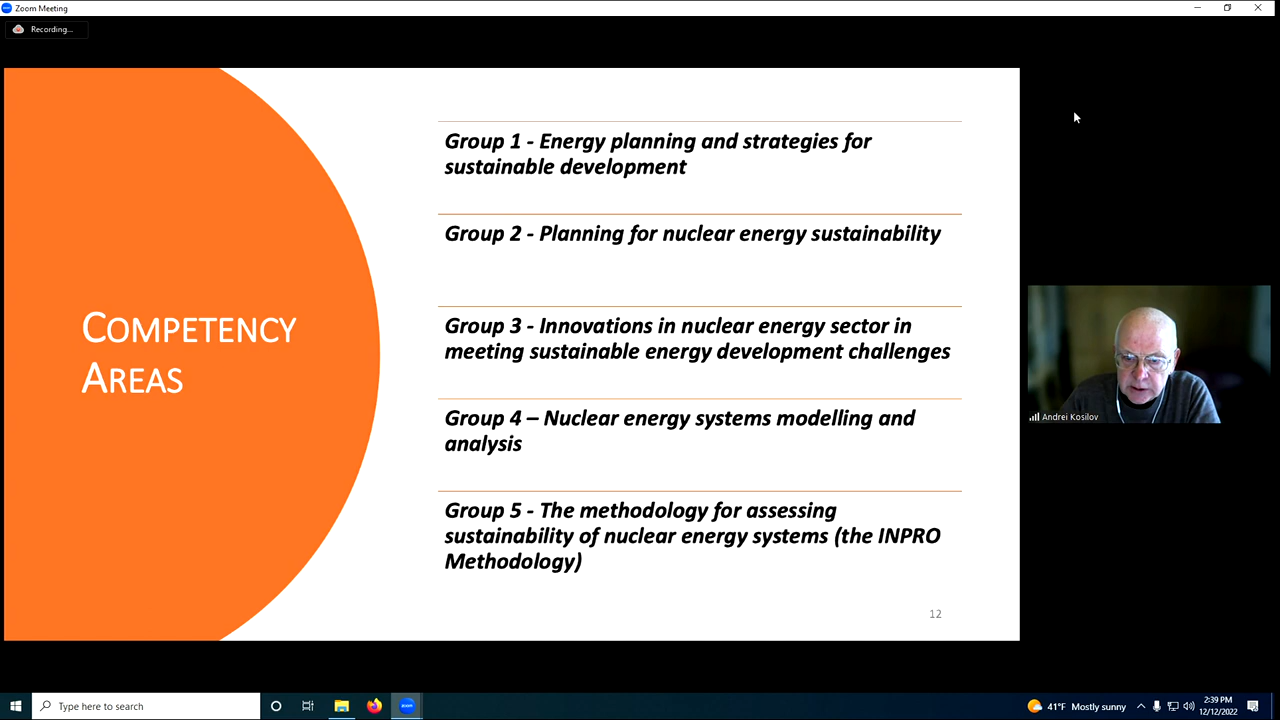 Zoom Meeting
Recording...
COMPETENCY
AREAS
Group 1 - Energy planning and strategies for
sustainable development
Group 2 - Planning for nuclear energy sustainability
Group 3 - Innovations in nuclear energy sector in
meeting sustainable energy development challenges
Group 4 – Nuclear energy systems modelling and
analysis
Group 5 - The methodology for assessing
sustainability of nuclear energy systems (the INPRO
Methodology)
12
Andrei Kosilov
Type here to search
zoom
41°F Mostly sunny
2:39 PM
12/12/2022